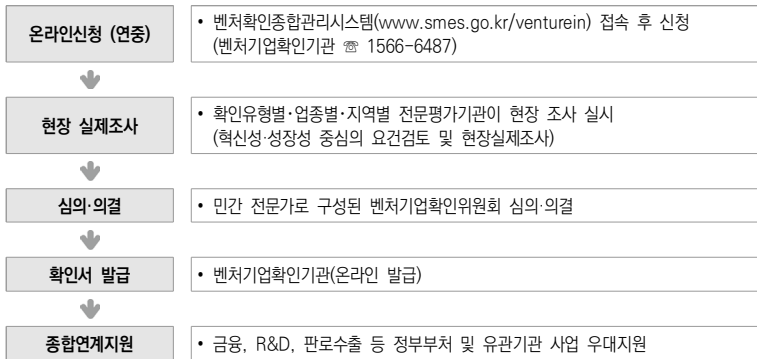 온라인신청 (연중)
• 벤처확인종합관리시스템(www.smes.go.kr/venturein) 접속 후 신청
(벤처기업확인기관 ☏ 1566-6487)
현장 실제조사
• 확인유형별·업종별·지역별 전문평가기관이 현장 조사 실시
(혁신성·성장성 중심의 요건검토 및 현장실제조사)
심의·의결
• 민간 전문가로 구성된 벤처기업확인위원회 심의·의결
확인서 발급
• 벤처기업확인기관(온라인 발급)
종합연계지원
• 금융, R&D, 판로수출 등 정부부처 및 유관기관 사업 우대지원